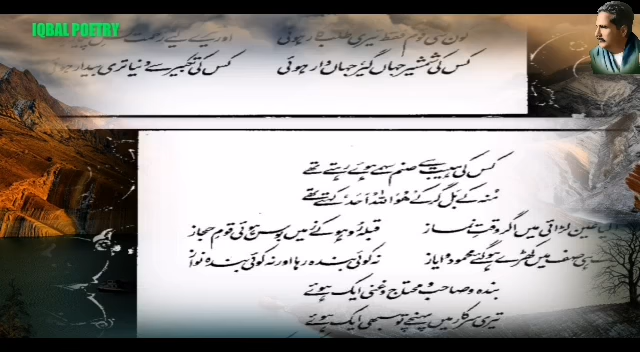 IQBAL POETRY
کون سی قوم فقط تیری طلبگار ہوئی
کس کی شمشیر جہاں گیر جہاں دار ہوئی کس کی تکبیر سے دنیا تری بیدار ہوئی
کس کی ہیبت سے صنم سہمے ہوئے رہتے تھے
منہ کے بل گر کے ھو اللہ احد کہتے تھے
عین لڑائی میں اگر وقت نماز قبلہ رو ہو کے زمیں بوس ہوئی قوم حجاز
صف میں کھڑے ہو گئے محمود و ایاز نہ کوئی بندہ رہا اور نہ کوئی بندہ نواز
بندہ و صاحب و محتاج و غنی ایک ہوئے
تیری سرکار میں پہنچے تو سبھی ایک ہوئے